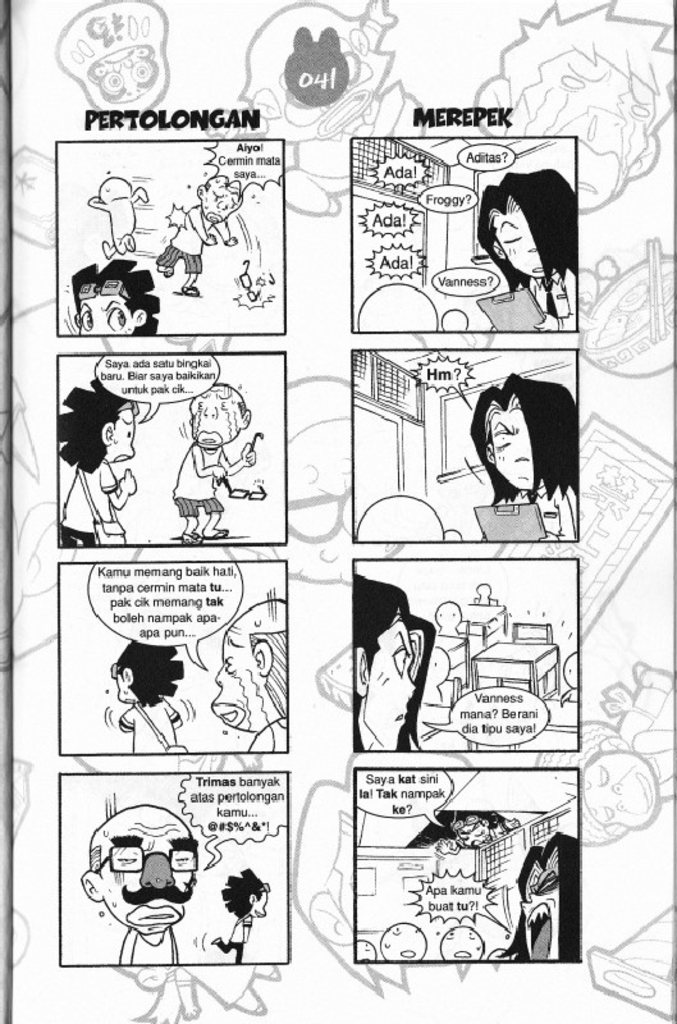 041
PERTOLONGAN
Aiyo!
Cermin mata
saya...
Saya ada satu bingkai
baru. Biar saya baikikan
untuk pak cik...
Kamu memang baik hati,
tanpa cermin mata tu...
pak cik memang tak
bolleh nampak apa-
apa pun....
Trimas banyak
atas pertolongan
kamu...
@#$%^&*!
MEREPEK
Aditas?
Ada!
Froggy?
Ada!
Ada!
Vanness?
Hm?
Vanness
mana? Berani
dia tipu saya!
Saya kat sini
la! Tak nampak
ke?
Apa kamu
buat tu?!